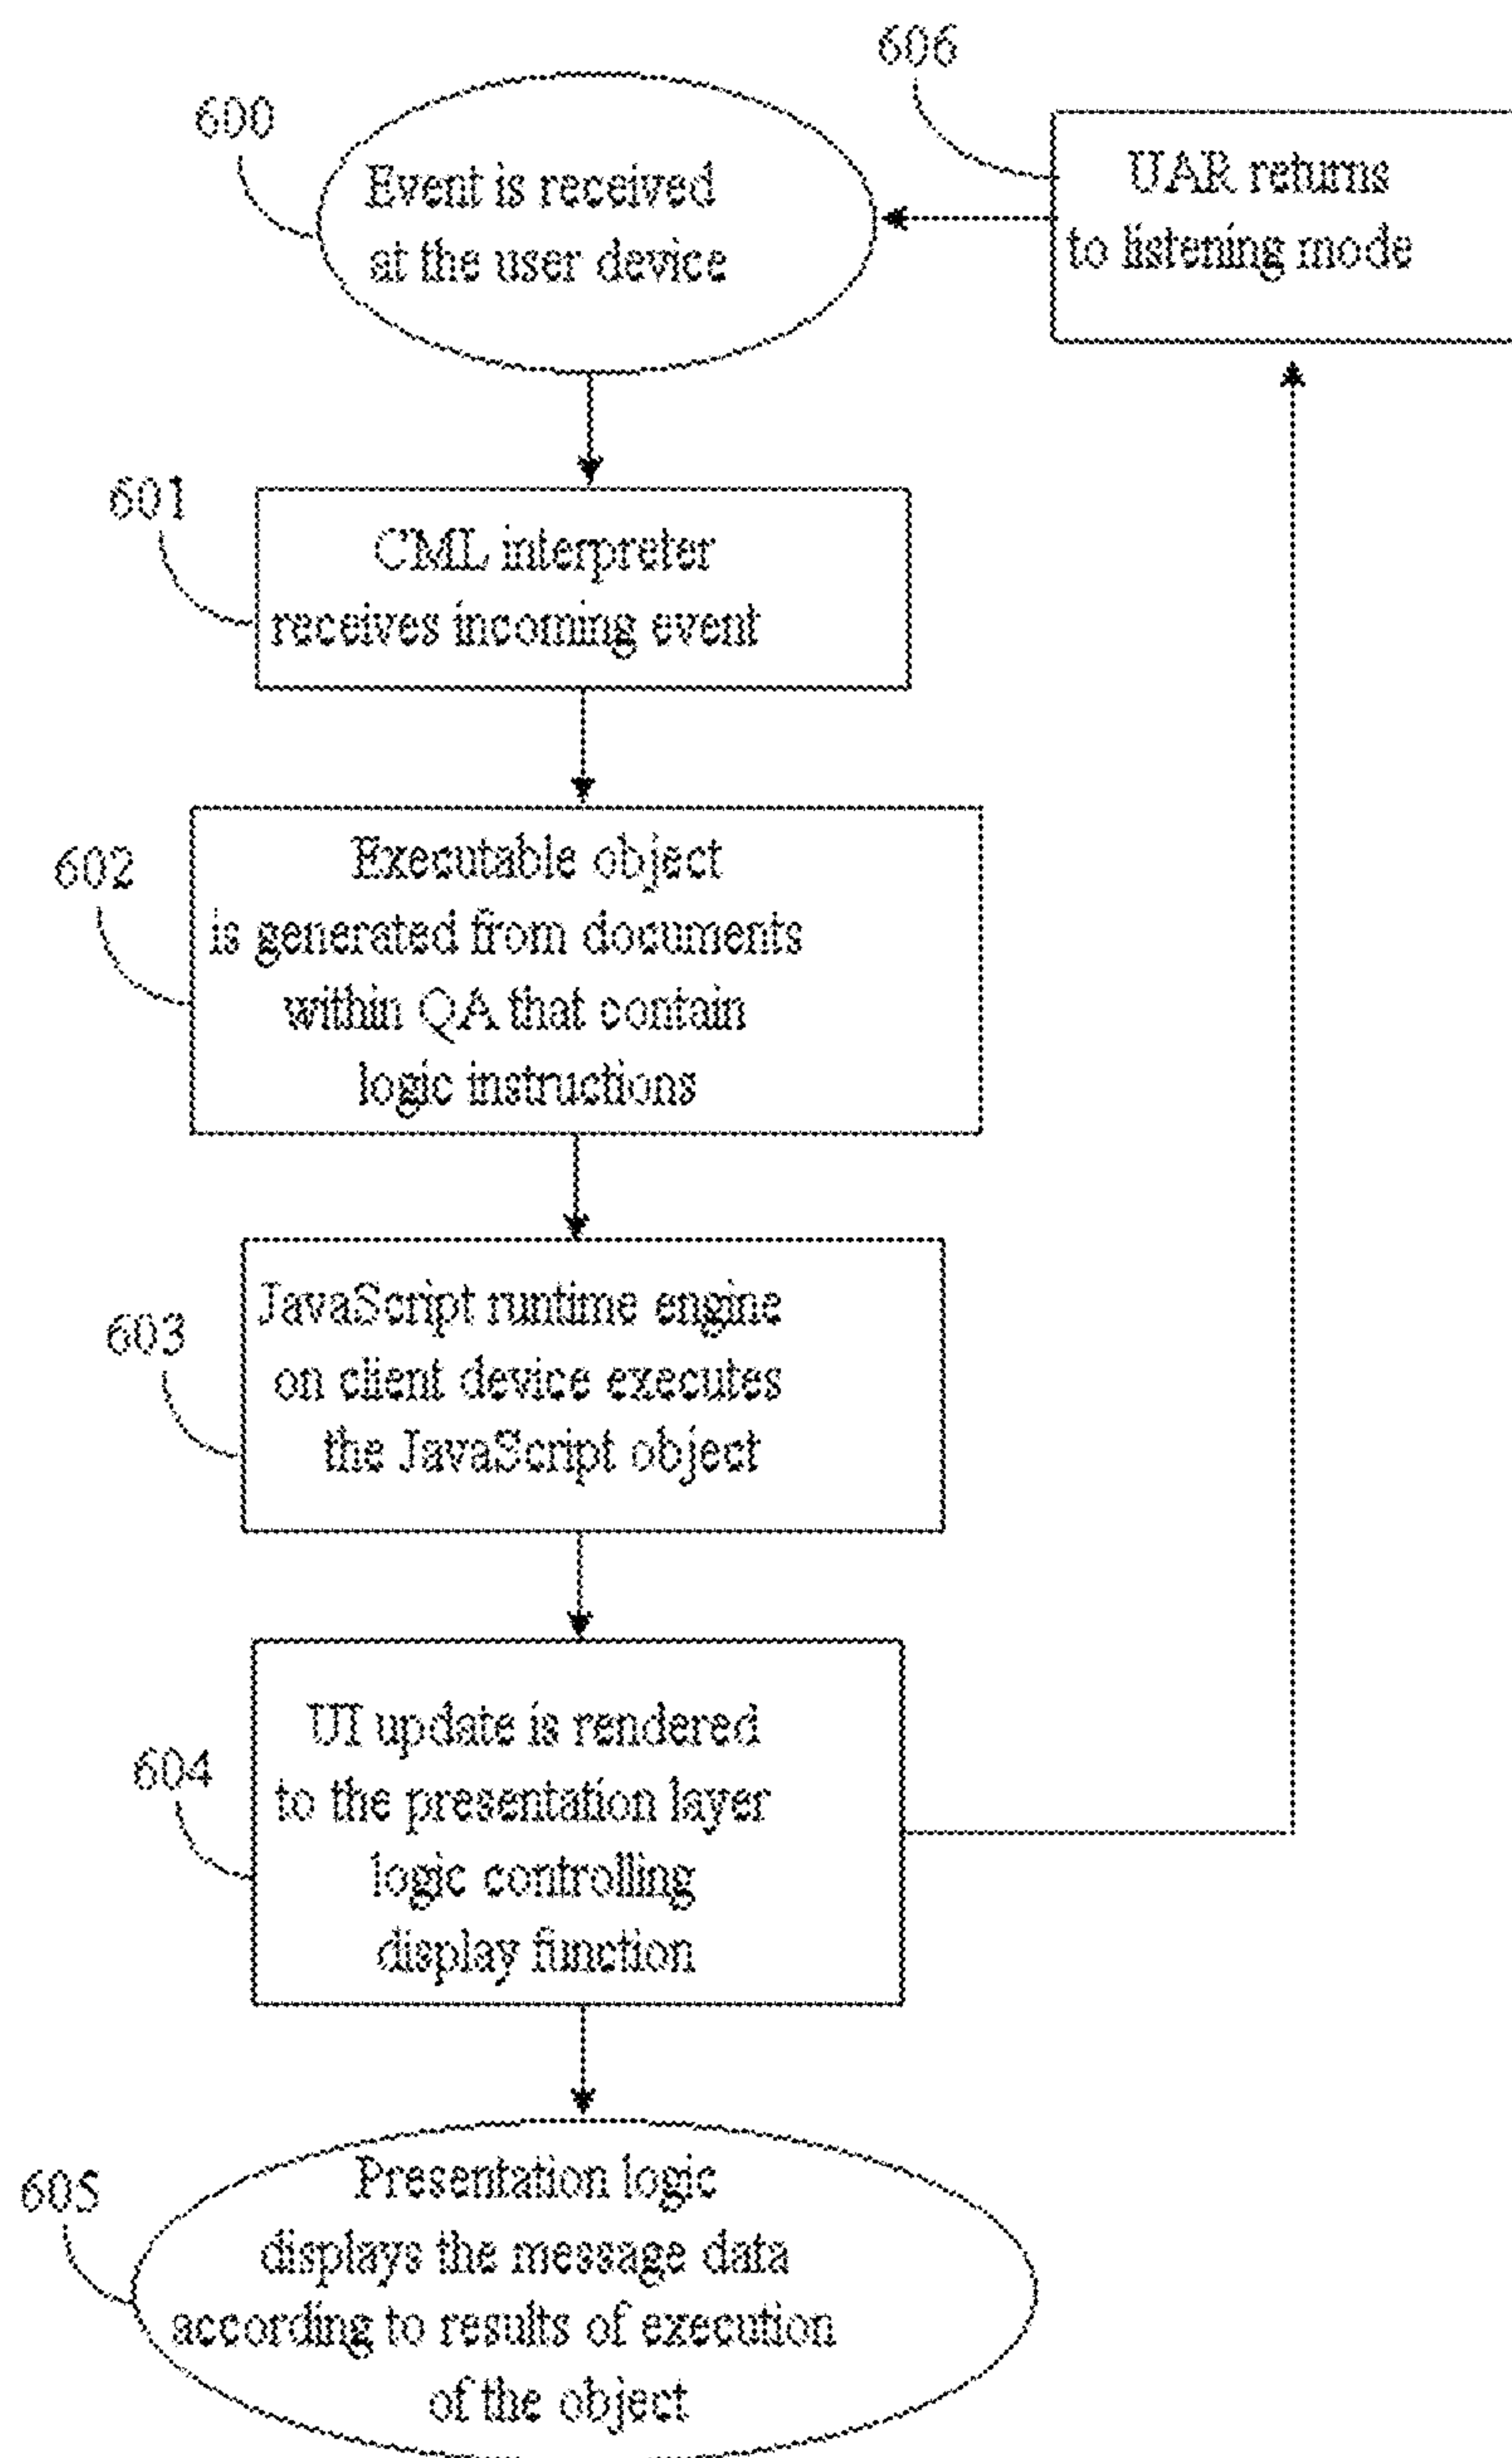 606
600
Event is received
at the user device
UAR returns
to listening mode
601
CML interpreter
receives incoming event
602
Executable object
is generated from documents
within QA that contain
logic instructions
603
JavaScript runtime engine
on client device executes
the JavaScript object
604
UI update is rendered
to the presentation layer
logic controlling
display function
605
Presentation logic
displays the message data
according to results of execution
of the object